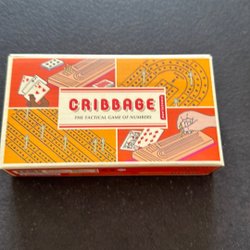 CRIBBAGE
THE TACTICAL GAME OF NUMBERS